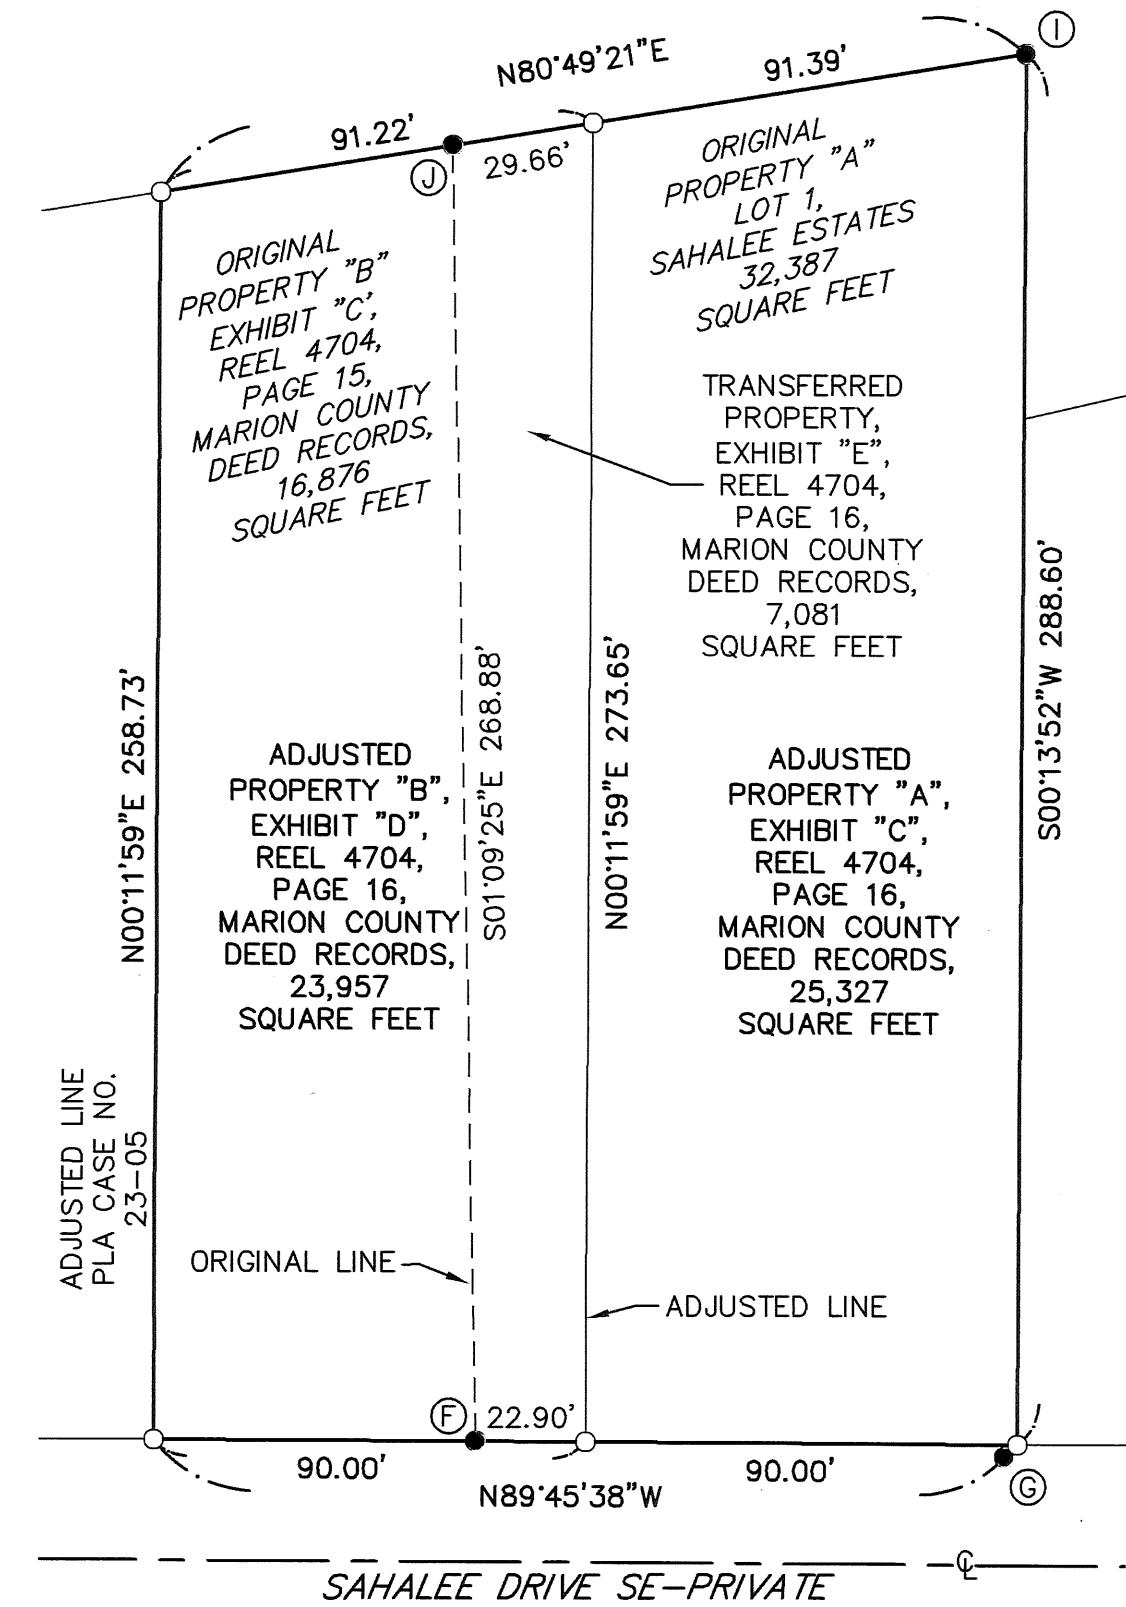 I
N80°49'21"E
91.39'
91.22'
J
29.66'
ORIGINAL
PROPERTY "A"
LOT 1,
SAHALEE ESTATES
32,387
SQUARE FEET
ORIGINAL
PROPERTY "B"
EXHIBIT "C',
REEL 4704,
PAGE 15,
MARION COUNTY
DEED RECORDS,
16,876
SQUARE FEET
TRANSFERRED
PROPERTY,
EXHIBIT "E",
REEL 4704,
PAGE 16,
MARION COUNTY
DEED RECORDS,
7,081
SQUARE FEET
N00°11'59"E 258.73'
S01°09'25"E 268.88'
N00°11'59"E 273.65'
S00°13'52"W 288.60'
ADJUSTED
PROPERTY "B",
EXHIBIT "D",
REEL 4704,
PAGE 16,
MARION COUNTY
DEED RECORDS,
23,957
SQUARE FEET
ADJUSTED
PROPERTY "A",
EXHIBIT "C",
REEL 4704,
PAGE 16,
MARION COUNTY
DEED RECORDS,
25,327
SQUARE FEET
ADJUSTED LINE
PLA CASE NO.
23-05
ORIGINAL LINE
ADJUSTED LINE
F
22.90'
90.00'
90.00'
N89°45'38"W
G
℄
SAHALEE DRIVE SE-PRIVATE